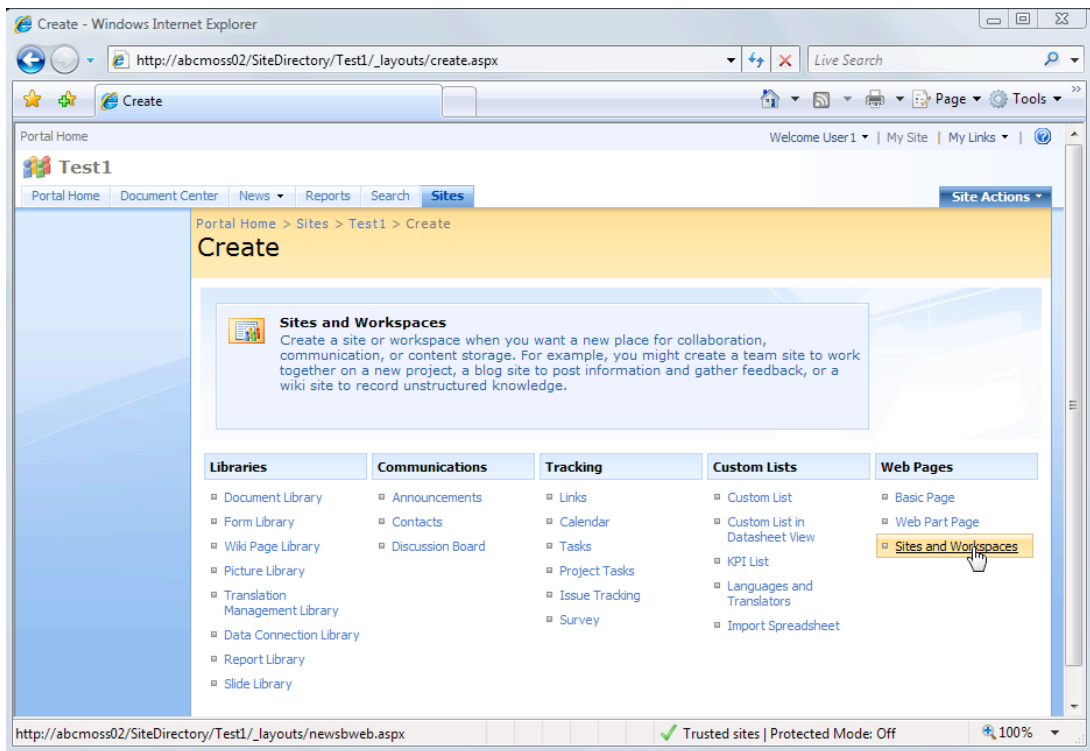 Create - Windows Internet Explorer
http://abcmoss02/SiteDirectory/Test1/_layouts/create.aspx
Live Search
Create
Page
Tools
Portal Home
Welcome User1 | My Site | My Links |
Test1
Portal Home Document Center News Reports Search Sites
Site Actions
Portal Home > Sites > Test1 > Create
Create
Sites and Workspaces
Create a site or workspace when you want a new place for collaboration,
communication, or content storage. For example, you might create a team site to work
together on a new project, a blog site to post information and gather feedback, or a
wiki site to record unstructured knowledge.
Libraries
Document Library
Form Library
Wiki Page Library
Picture Library
Translation
Management Library
Data Connection Library
Report Library
Slide Library
Communications
Announcements
Contacts
Discussion Board
Tracking
Links
Calendar
Tasks
Project Tasks
Issue Tracking
Survey
Custom Lists
Custom List
Custom List in
Datasheet View
KPI List
Languages and
Translators
Import Spreadsheet
Web Pages
Basic Page
Web Part Page
Sites and Workspaces
http://abcmoss02/SiteDirectory/Test1/_layouts/newsbweb.aspx
Trusted sites | Protected Mode: Off
100%